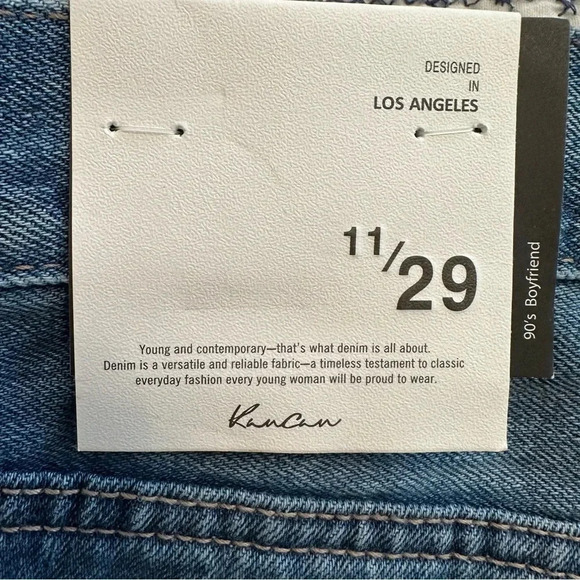 DESIGNED
IN
LOS ANGELES
11/29
90's Boyfriend
Young and contemporary—that's what denim is all about.
Denim is a versatile and reliable fabric—a timeless testament to classic
everyday fashion every young woman will be proud to wear.
KanCan